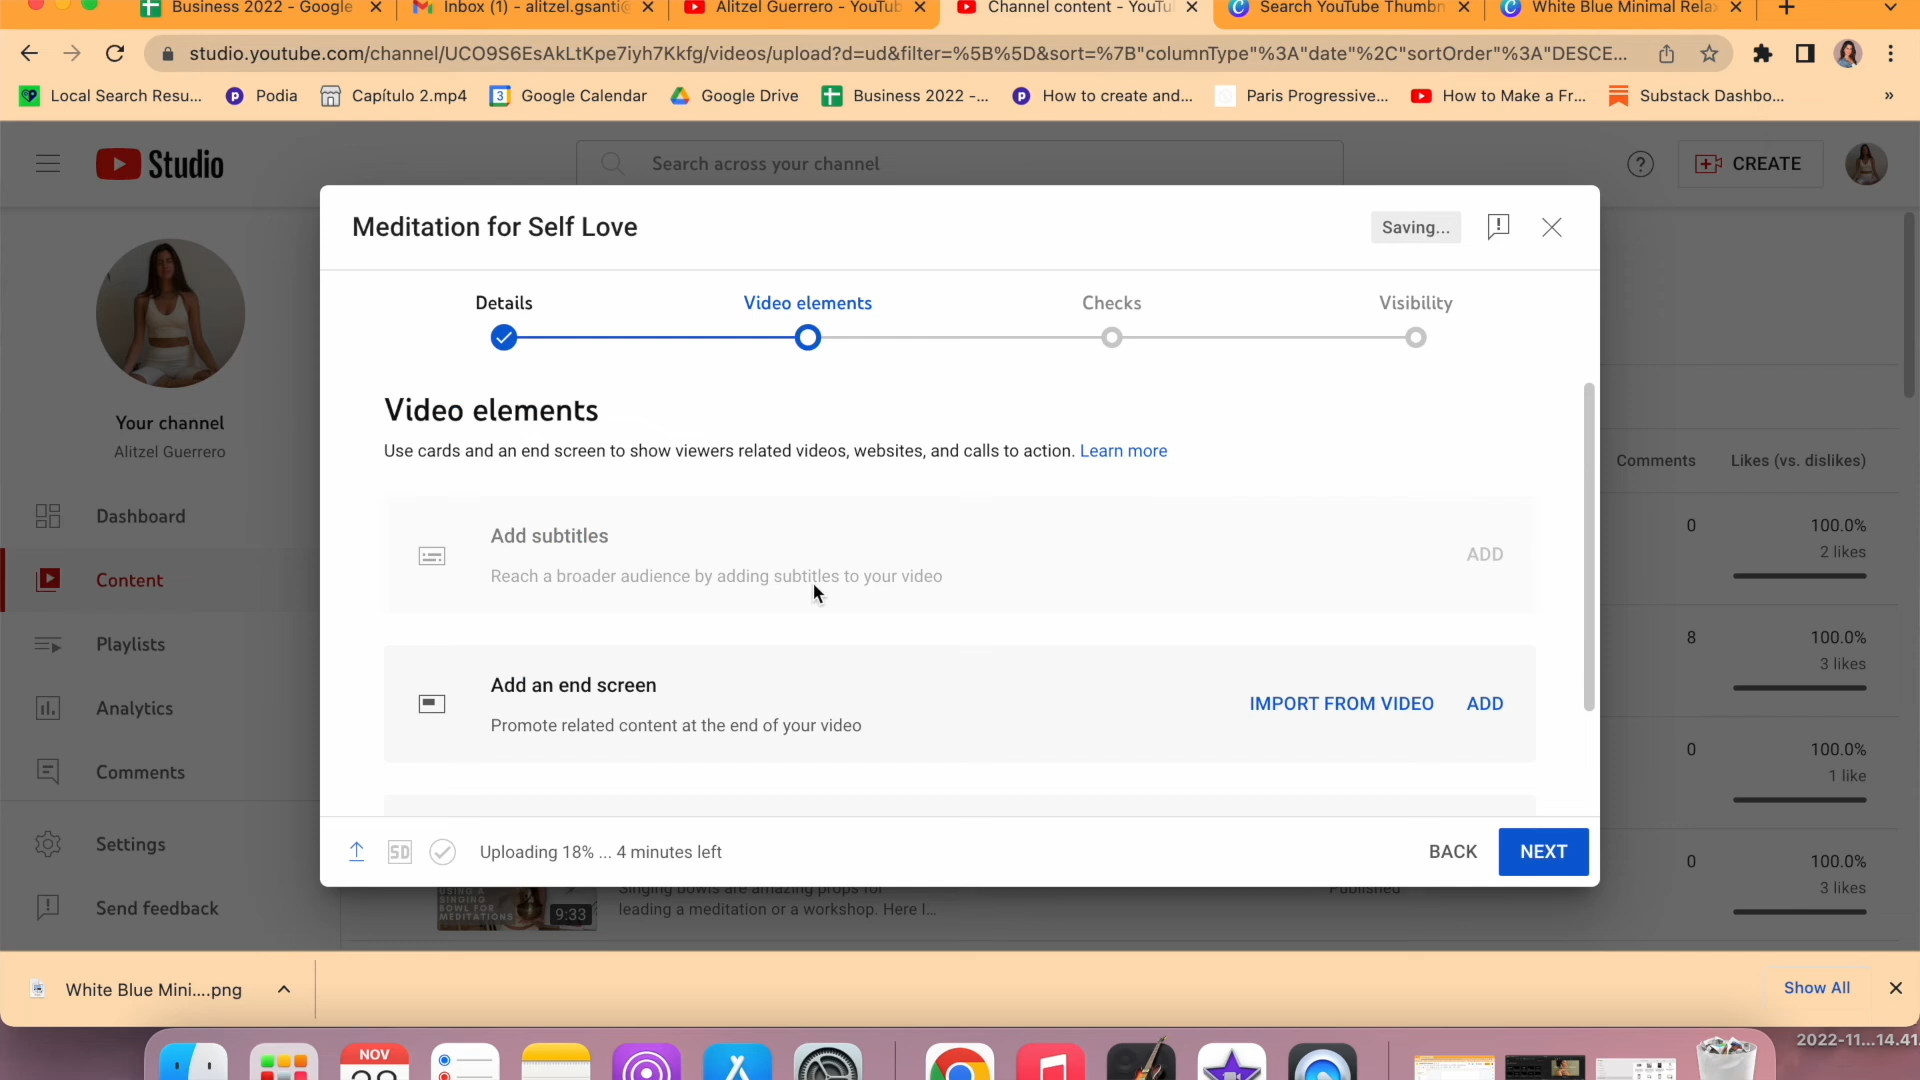 Business 2022 - Google
Inbox (1) - alitzel.gsanti@
Alitzel Guerrero - YouTub
Channel content - YouTu
Search YouTube Thumbn
White Blue Minimal Relax
studio.youtube.com/channel/UCO9S6EsAkLtKpe7iyh7Kkfg/videos/upload?d=ud&filter=%5B%5D&sort=%7B"columnType"%3A"date"%2C"sortOrder"%3A"DESCE...
Local Search Resu...
Podia
Capítulo 2.mp4
3
Google Calendar
Google Drive
Business 2022 -...
How to create and...
Paris Progressive...
How to Make a Fr...
Substack Dashbo...
»
Studio
Search across your channel
CREATE
Meditation for Self Love
Saving...
Details
Video elements
Checks
Visibility
Video elements
Use cards and an end screen to show viewers related videos, websites, and calls to action. Learn more
Add subtitles
Reach a broader audience by adding subtitles to your video
ADD
Add an end screen
Promote related content at the end of your video
IMPORT FROM VIDEO
ADD
SD
Uploading 18% ... 4 minutes left
BACK
NEXT
Your channel
Alitzel Guerrero
Dashboard
Content
Playlists
Analytics
Comments
Settings
Send feedback
Comments
Likes (vs. dislikes)
0
100.0%
2 likes
8
100.0%
3 likes
0
100.0%
1 like
0
100.0%
3 likes
USING A
SINGING
BOWL FOR
MEDITATIONS
9:33
Singing bowls are amazing props for
leading a meditation or a workshop. Here I...
Published
White Blue Mini....png
Show All
NOV
2022-11...14.41